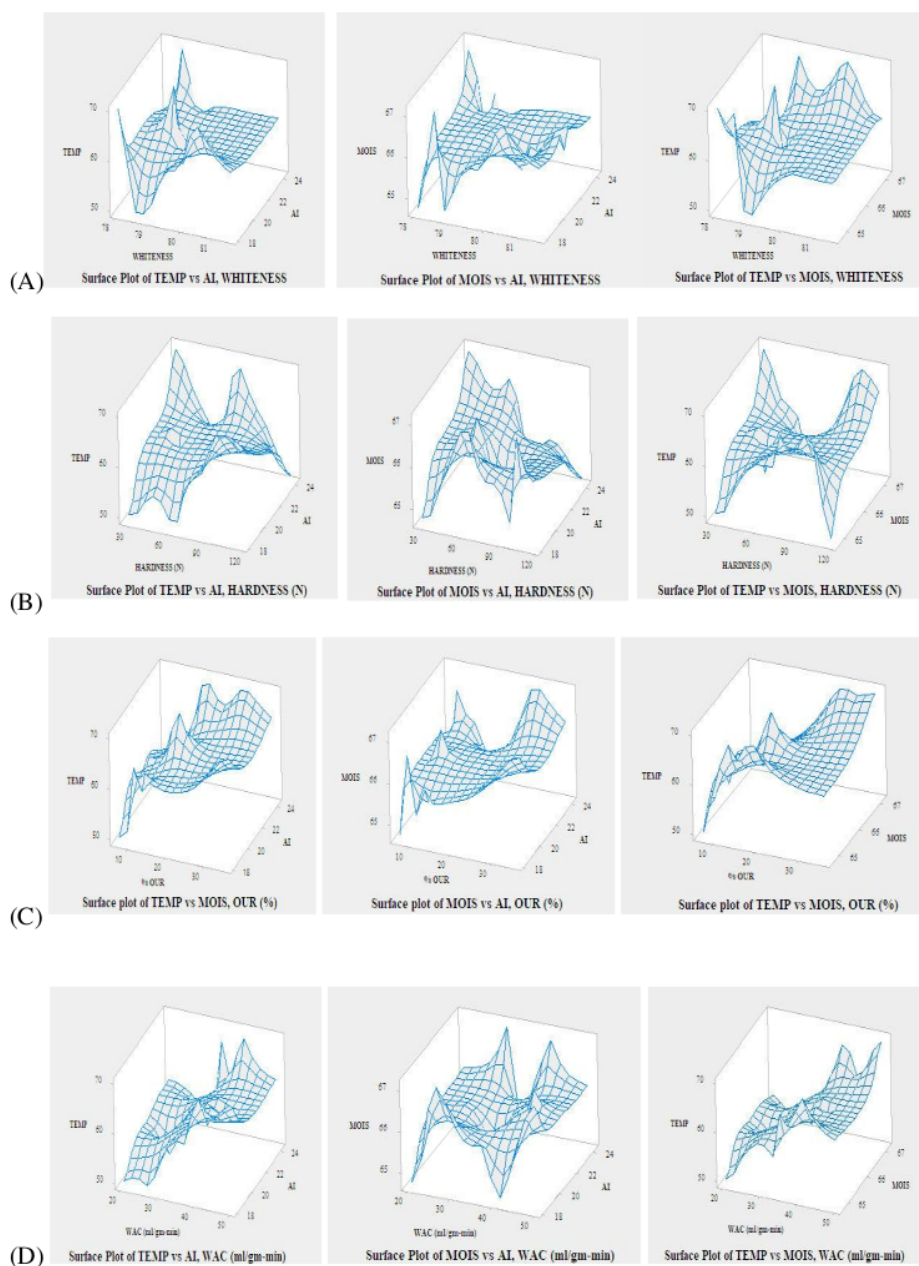 70
TEMP
60
50
78
79
80
81
WHITENESS
18
20
22
24
AI
Surface Plot of TEMP vs AI, WHITENESS
67
MOIS
66
65
78
79
80
81
WHITENESS
18
20
22
24
AI
Surface Plot of MOIS vs AI, WHITENESS
70
TEMP
60
50
78
79
80
81
WHITENESS
65
66
67
MOIS
Surface Plot of TEMP vs MOIS, WHITENESS
(A)
70
TEMP
60
50
30
60
90
120
HARDNESS (N)
18
20
22
24
AI
Surface Plot of TEMP vs AI, HARDNESS (N)
67
MOIS
66
65
30
60
90
120
HARDNESS (N)
18
20
22
24
AI
Surface Plot of MOIS vs AI, HARDNESS (N)
70
TEMP
60
50
30
60
90
120
HARDNESS (N)
65
66
67
MOIS
Surface Plot of TEMP vs MOIS, HARDNESS (N)
(B)
70
TEMP
60
50
10
20
30
% OUR
18
20
22
24
AI
Surface plot of TEMP vs MOIS, OUR (%)
67
MOIS
66
65
10
20
30
% OUR
18
20
22
24
AI
Surface plot of MOIS vs AI, OUR (%)
70
TEMP
60
50
10
20
30
% OUR
65
66
67
MOIS
Surface plot of TEMP vs MOIS, OUR (%)
(C)
70
TEMP
60
50
20
30
40
50
WAC (ml/gm-min)
18
20
22
24
AI
Surface Plot of TEMP vs AI, WAC (ml/gm-min)
67
MOIS
66
65
20
30
40
50
WAC (ml/gm-min)
18
20
22
24
AI
Surface Plot of MOIS vs AI, WAC (ml/gm-min)
70
TEMP
60
50
20
30
40
50
WAC (ml/gm-min)
65
66
67
MOIS
Surface Plot of TEMP vs MOIS, WAC (ml/gm-min)
(D)